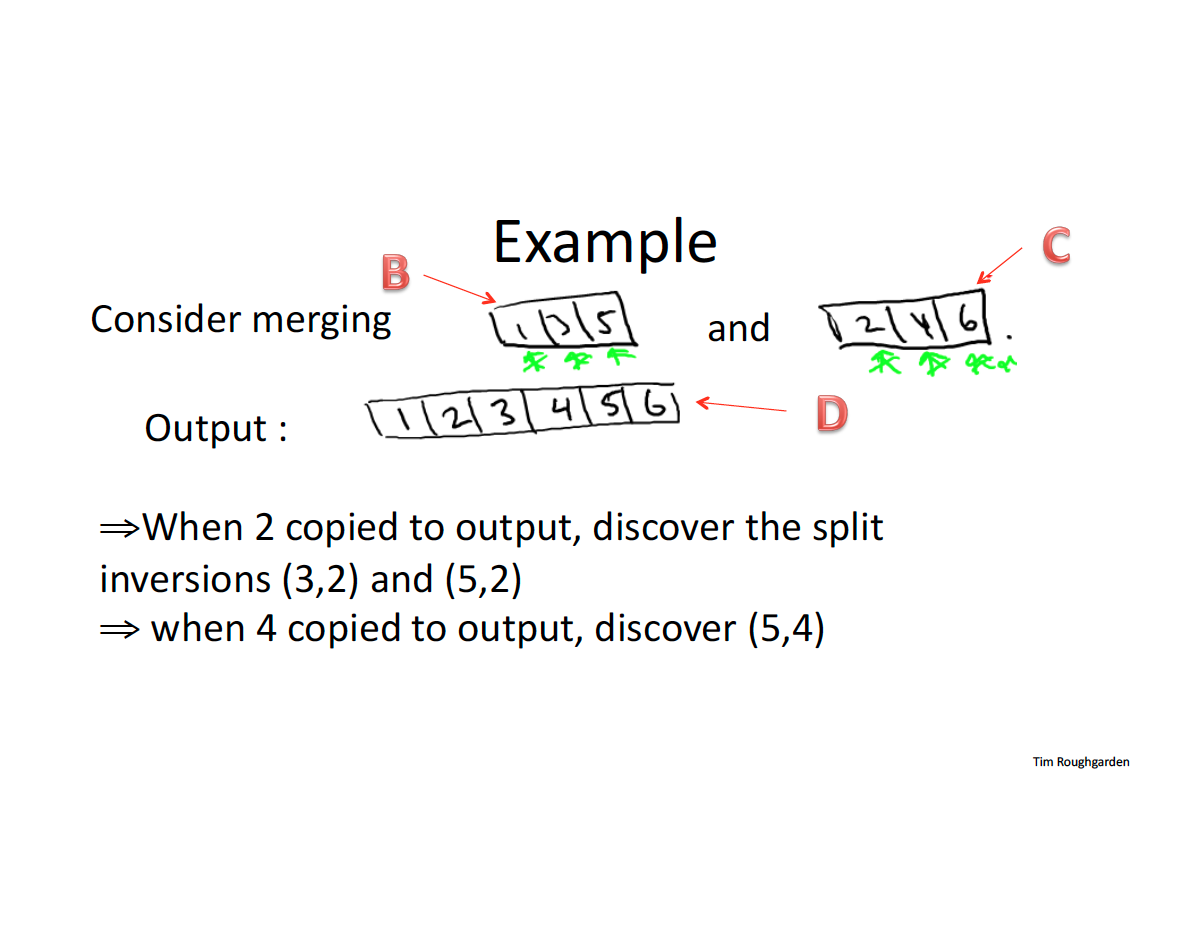 Example
B
C
Consider merging 1 3 5 and 2 4 6 .
Output : 1 2 3 4 5 6
D
⇒When 2 copied to output, discover the split
inversions (3,2) and (5,2)
⇒ when 4 copied to output, discover (5,4)
Tim Roughgarden